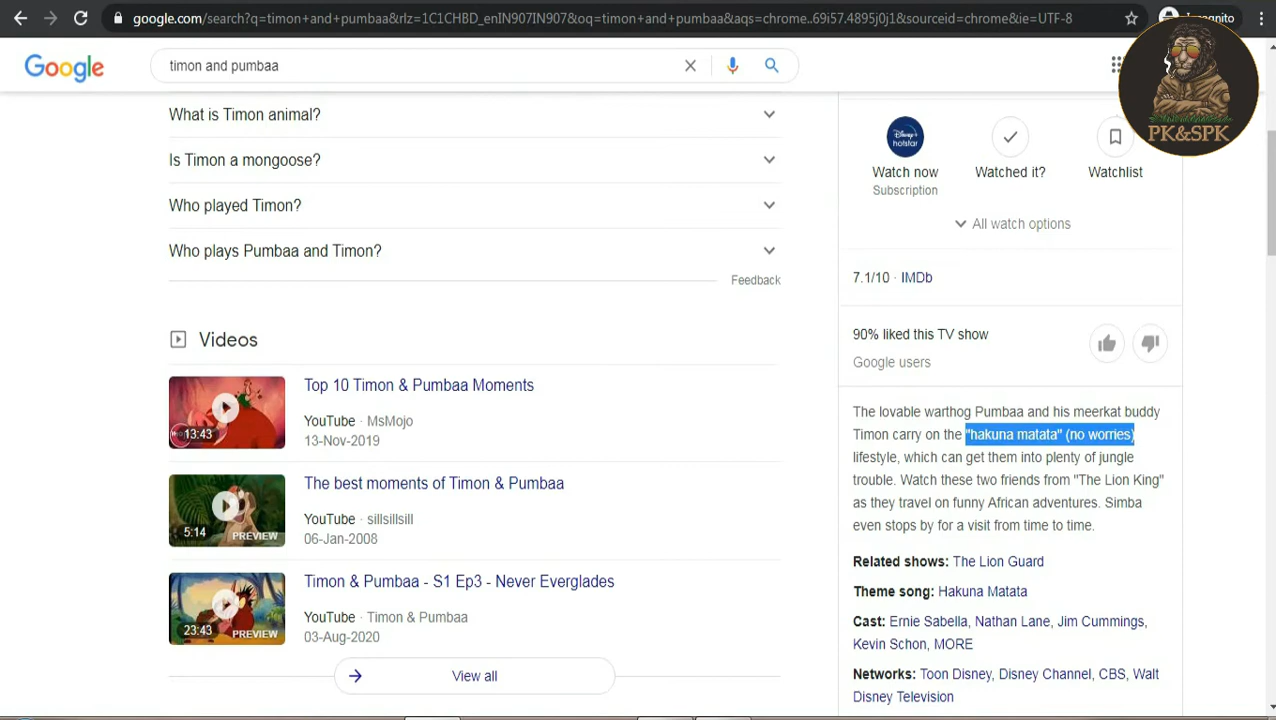 google.com/search?q=timon+and+pumbaa&rlz=1C1CHBD_enIN907IN907&oq=timon+and+pumbaa&aqs=chrome..69i57.4895j0j1&sourceid=chrome&ie=UTF-8
Google
timon and pumbaa
PK&SPK
What is Timon animal?
Is Timon a mongoose?
Who played Timon?
Who plays Pumbaa and Timon?
Feedback
Videos
13:43
Top 10 Timon & Pumbaa Moments
YouTube · MsMojo
13-Nov-2019
5:14
PREVIEW
The best moments of Timon & Pumbaa
YouTube · sillsillsill
06-Jan-2008
23:43
PREVIEW
Timon & Pumbaa - S1 Ep3 - Never Everglades
YouTube · Timon & Pumbaa
03-Aug-2020
View all
Disney+
hotstar
Watch now
Subscription
Watched it?
Watchlist
All watch options
7.1/10 · IMDb
90% liked this TV show
Google users
The lovable warthog Pumbaa and his meerkat buddy
Timon carry on the "hakuna matata" (no worries)
lifestyle, which can get them into plenty of jungle
trouble. Watch these two friends from "The Lion King"
as they travel on funny African adventures. Simba
even stops by for a visit from time to time.
Related shows: The Lion Guard
Theme song: Hakuna Matata
Cast: Ernie Sabella, Nathan Lane, Jim Cummings,
Kevin Schon, MORE
Networks: Toon Disney, Disney Channel, CBS, Walt
Disney Television